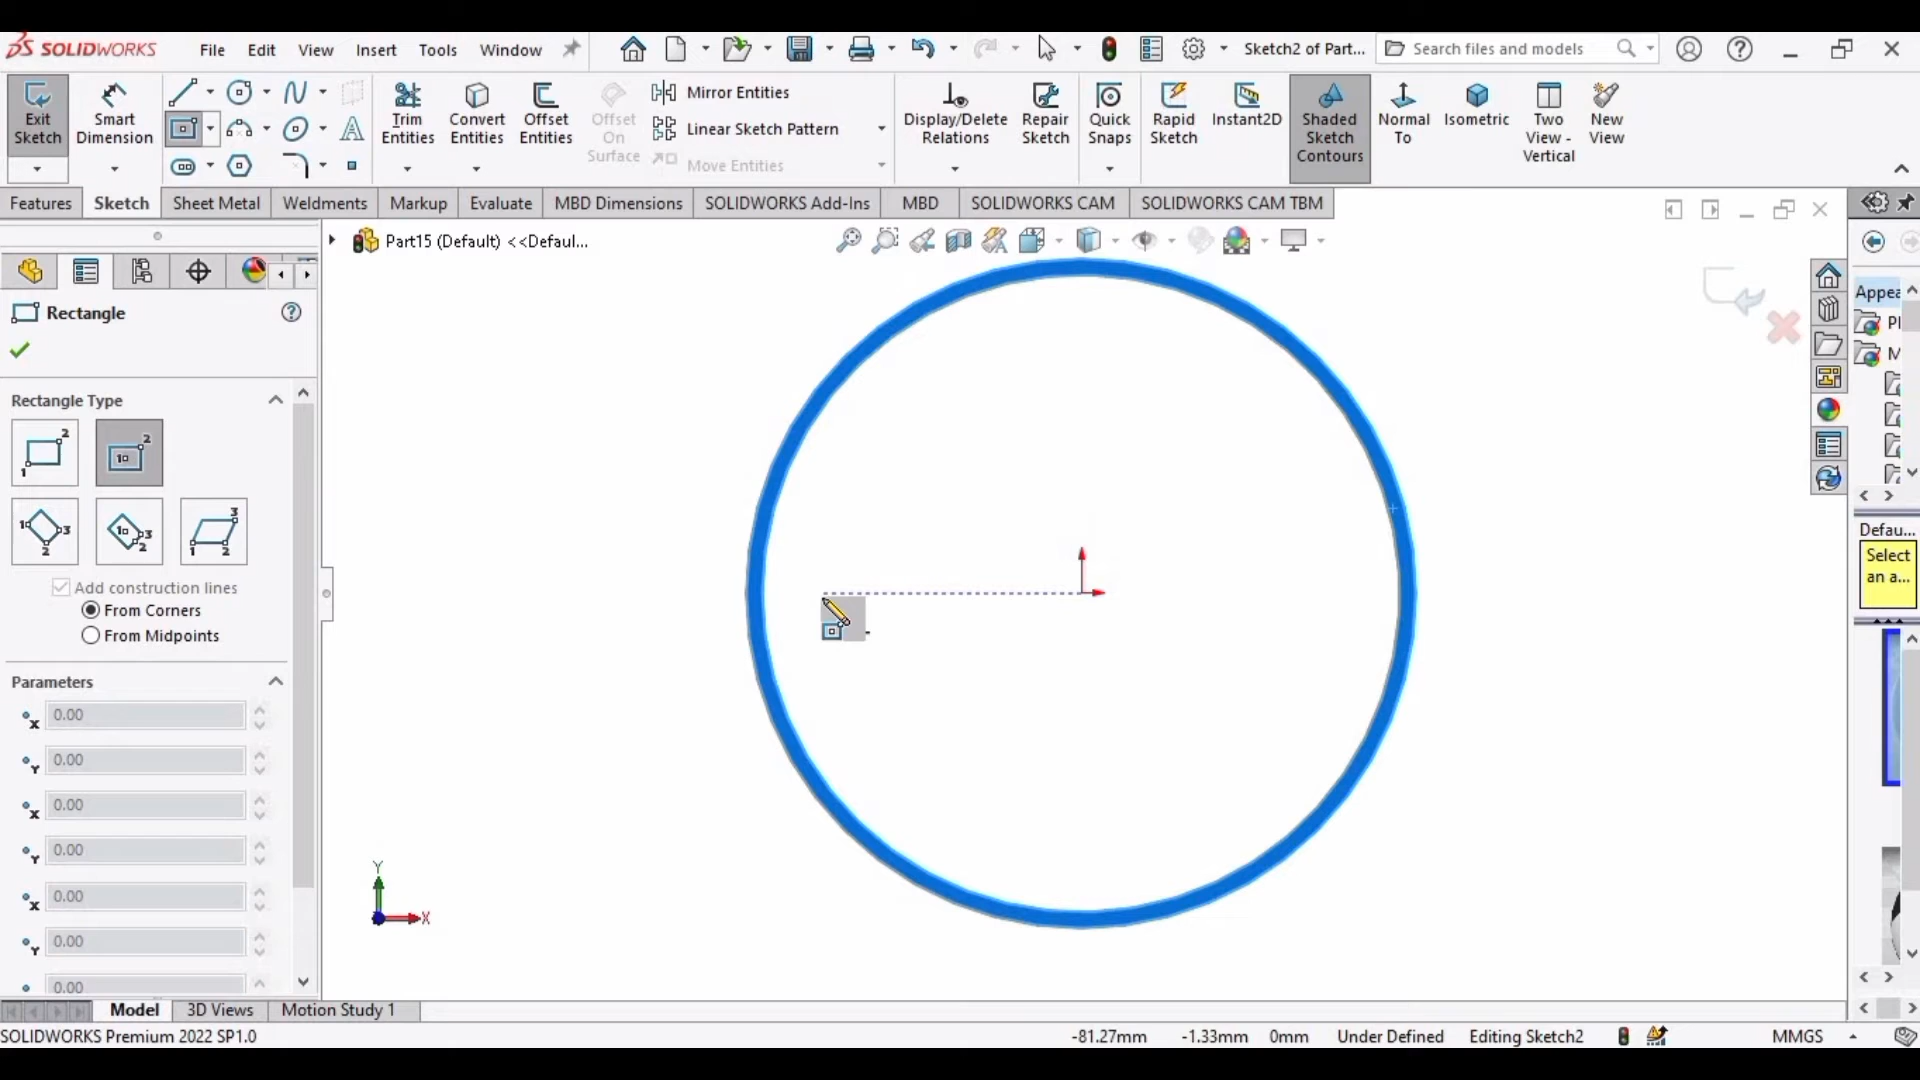 SOLIDWORKS
File Edit View Insert Tools Window
Sketch2 of Part...
Search files and models
Exit Sketch
Smart Dimension
Trim Entities
Convert Entities
Offset Entities
Offset On Surface
Mirror Entities
Linear Sketch Pattern
Move Entities
Display/Delete Relations
Repair Sketch
Quick Snaps
Rapid Sketch
Instant2D
Shaded Sketch Contours
Normal To
Isometric
Two View - Vertical
New View
Features Sketch Sheet Metal Weldments Markup Evaluate MBD Dimensions SOLIDWORKS Add-Ins MBD SOLIDWORKS CAM SOLIDWORKS CAM TBM
Part15 (Default) <<Defaul...
Rectangle
Rectangle Type
Add construction lines
From Corners
From Midpoints
Parameters
X 0.00
Y 0.00
X 0.00
Y 0.00
X 0.00
Y 0.00
0.00
Y
X
Appea
Pl
M
Defau...
Select
an a...
Model 3D Views Motion Study 1
SOLIDWORKS Premium 2022 SP1.0
-81.27mm -1.33mm 0mm Under Defined Editing Sketch2 MMGS